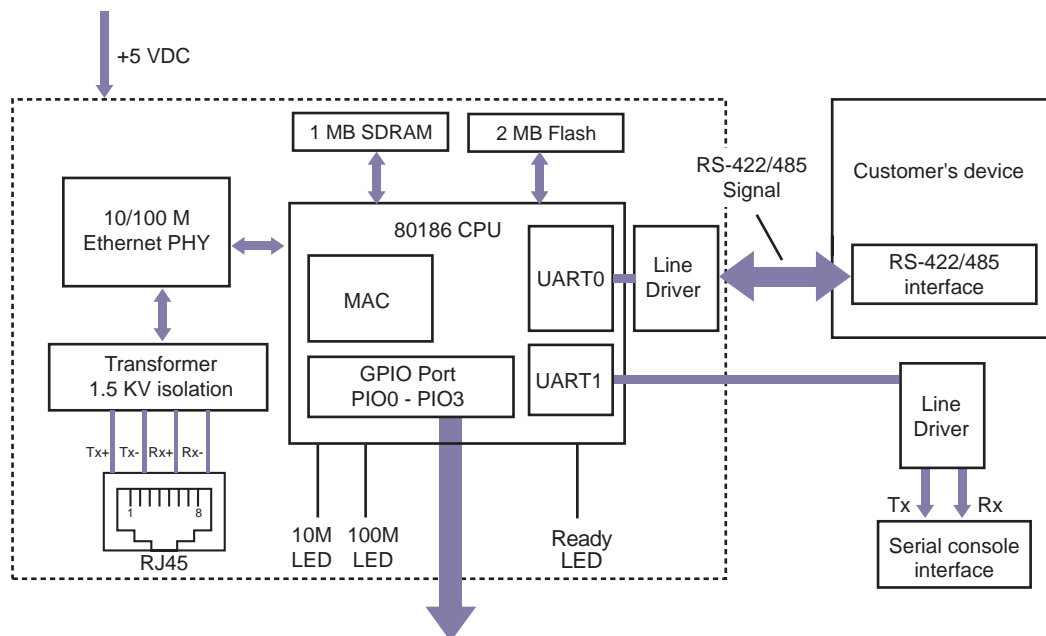 +5 VDC
1 MB SDRAM
2 MB Flash
RS-422/485
Signal
Customer's device
10/100 M
Ethernet PHY
80186 CPU
MAC
UART0
Line
Driver
RS-422/485
interface
Transformer
1.5 KV isolation
GPIO Port
PIO0 - PIO3
UART1
Line
Driver
Tx+ Tx- Rx+ Rx-
1 8
RJ45
10M
LED
100M
LED
Ready
LED
Tx Rx
Serial console
interface